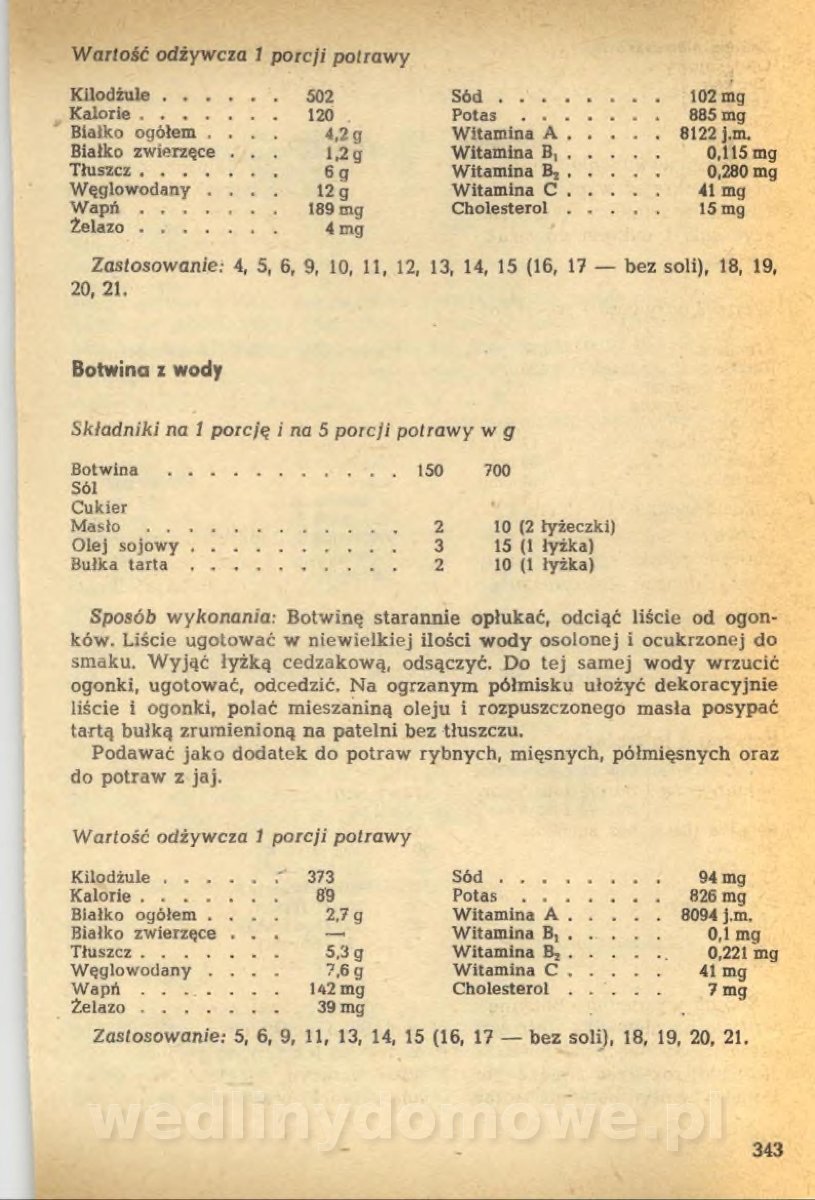 Wartość odżywcza 1 porcji potrawy
Kilodżule . . . . . . 502
Kalorie . . . . . . . 120
Białko ogółem . . . . 4,2 g
Białko zwierzęce . . . 1,2 g
Tłuszcz . . . . . . . 6 g
Węglowodany . . . . 12 g
Wapń . . . . . . . 189 mg
Żelazo . . . . . . . 4 mg
Sód . . . . . . . . 102 mg
Potas . . . . . . . 885 mg
Witamina A . . . . . 8122 j.m.
Witamina B₁ . . . . . 0,115 mg
Witamina B₂ . . . . . 0,280 mg
Witamina C . . . . . 41 mg
Cholesterol . . . . . 15 mg
Zastosowanie: 4, 5, 6, 9, 10, 11, 12, 13, 14, 15 (16, 17 — bez soli), 18, 19,
20, 21.
Botwina z wody
Składniki na 1 porcję i na 5 porcji potrawy w g
Botwina . . . . . . . . . . . 150 700
Sól
Cukier
Masło . . . . . . . . . . . . 2 10 (2 łyżeczki)
Olej sojowy . . . . . . . . . . 3 15 (1 łyżka)
Bułka tarta . . . . . . . . . . 2 10 (1 łyżka)
Sposób wykonania: Botwinę starannie opłukać, odciąć liście od ogon-
ków. Liście ugotować w niewielkiej ilości wody osolonej i ocukrzonej do
smaku. Wyjąć łyżką cedzakową, odsączyć. Do tej samej wody wrzucić
ogonki, ugotować, odcedzić. Na ogrzanym półmisku ułożyć dekoracyjnie
liście i ogonki, polać mieszaniną oleju i rozpuszczonego masła posypać
tartą bułką zrumienioną na patelni bez tłuszczu.
Podawać jako dodatek do potraw rybnych, mięsnych, półmięsnych oraz
do potraw z jaj.
Wartość odżywcza 1 porcji potrawy
Kilodżule . . . . . . 373
Kalorie . . . . . . . 89
Białko ogółem . . . . 2,7 g
Białko zwierzęce . . . —
Tłuszcz . . . . . . . 5,3 g
Węglowodany . . . . 7,6 g
Wapń . . . . . . . 142 mg
Żelazo . . . . . . . 39 mg
Sód . . . . . . . . 94 mg
Potas . . . . . . . 826 mg
Witamina A . . . . . 8094 j.m.
Witamina B₁ . . . . . 0,1 mg
Witamina B₂ . . . . . 0,221 mg
Witamina C . . . . . 41 mg
Cholesterol . . . . . 7 mg
Zastosowanie: 5, 6, 9, 11, 13, 14, 15 (16, 17 — bez soli), 18, 19, 20, 21.
wedlinydomowe.pl
343